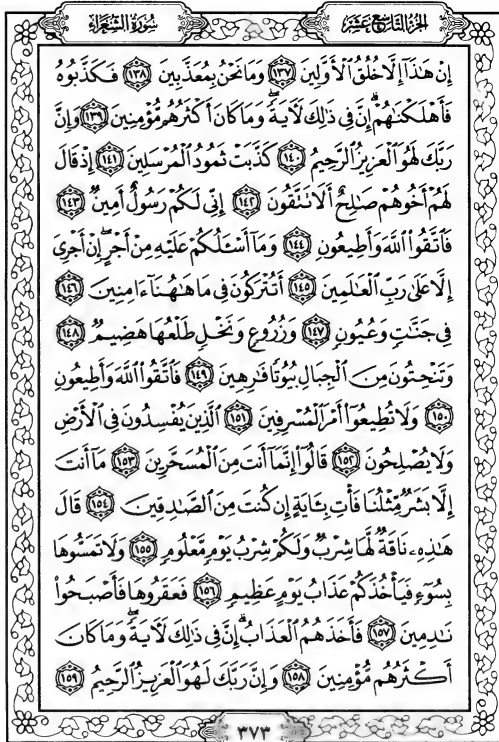 الجزء التاسع عشر
سورة الشعراء
إِنْ هَٰذَآ إِلَّا خُلُقُ ٱلْأَوَّلِينَ ١٣٧ وَمَا نَحْنُ بِمُعَذَّبِينَ ١٣٨ فَكَذَّبُوهُ
فَأَهْلَكْنَٰهُمْ ۗ إِنَّ فِى ذَٰلِكَ لَءَايَةً ۖ وَمَا كَانَ أَكْثَرُهُم مُّؤْمِنِينَ ١٣٩ وَإِنَّ
رَبَّكَ لَهُوَ ٱلْعَزِيزُ ٱلرَّحِيمُ ١٤٠ كَذَّبَتْ ثَمُودُ ٱلْمُرْسَلِينَ ١٤١ إِذْ قَالَ
لَهُمْ أَخُوهُمْ صَٰلِحٌ أَلَا تَتَّقُونَ ١٤٢ إِنِّى لَكُمْ رَسُولٌ أَمِينٌ ١٤٣
فَٱتَّقُوا۟ ٱللَّهَ وَأَطِيعُونِ ١٤٤ وَمَآ أَسْـَٔلُكُمْ عَلَيْهِ مِنْ أَجْرٍ ۖ إِنْ أَجْرِىَ
إِلَّا عَلَىٰ رَبِّ ٱلْعَٰلَمِينَ ١٤٥ أَتُتْرَكُونَ فِى مَا هَٰهُنَآ ءَامِنِينَ ١٤٦
فِى جَنَّٰتٍ وَعُيُونٍ ١٤٧ وَزُرُوعٍ وَنَخْلٍ طَلْعُهَا هَضِيمٌ ١٤٨
وَتَنْحِتُونَ مِنَ ٱلْجِبَالِ بُيُوتًا فَٰرِهِينَ ١٤٩ فَٱتَّقُوا۟ ٱللَّهَ وَأَطِيعُونِ
١٥٠ وَلَا تُطِيعُوٓا۟ أَمْرَ ٱلْمُسْرِفِينَ ١٥١ ٱلَّذِينَ يُفْسِدُونَ فِى ٱلْأَرْضِ
وَلَا يُصْلِحُونَ ١٥٢ قَالُوٓا۟ إِنَّمَآ أَنتَ مِنَ ٱلْمُسَحَّرِينَ ١٥٣ مَآ أَنتَ
إِلَّا بَشَرٌ مِّثْلُنَا فَأْتِ بِـَٔايَةٍ إِن كُنتَ مِنَ ٱلصَّٰدِقِينَ ١٥٤ قَالَ
هَٰذِهِۦ نَاقَةٌ لَّهَا شِرْبٌ وَلَكُمْ شِرْبُ يَوْمٍ مَّعْلُومٍ ١٥٥ وَلَا تَمَسُّوهَا
بِسُوٓءٍ فَيَأْخُذَكُمْ عَذَابُ يَوْمٍ عَظِيمٍ ١٥٦ فَعَقَرُوهَا فَأَصْبَحُوا۟
نَٰدِمِينَ ١٥٧ فَأَخَذَهُمُ ٱلْعَذَابُ ۗ إِنَّ فِى ذَٰلِكَ لَءَايَةً ۖ وَمَا كَانَ
أَكْثَرُهُم مُّؤْمِنِينَ ١٥٨ وَإِنَّ رَبَّكَ لَهُوَ ٱلْعَزِيزُ ٱلرَّحِيمُ ١٥٩
٣٧٣